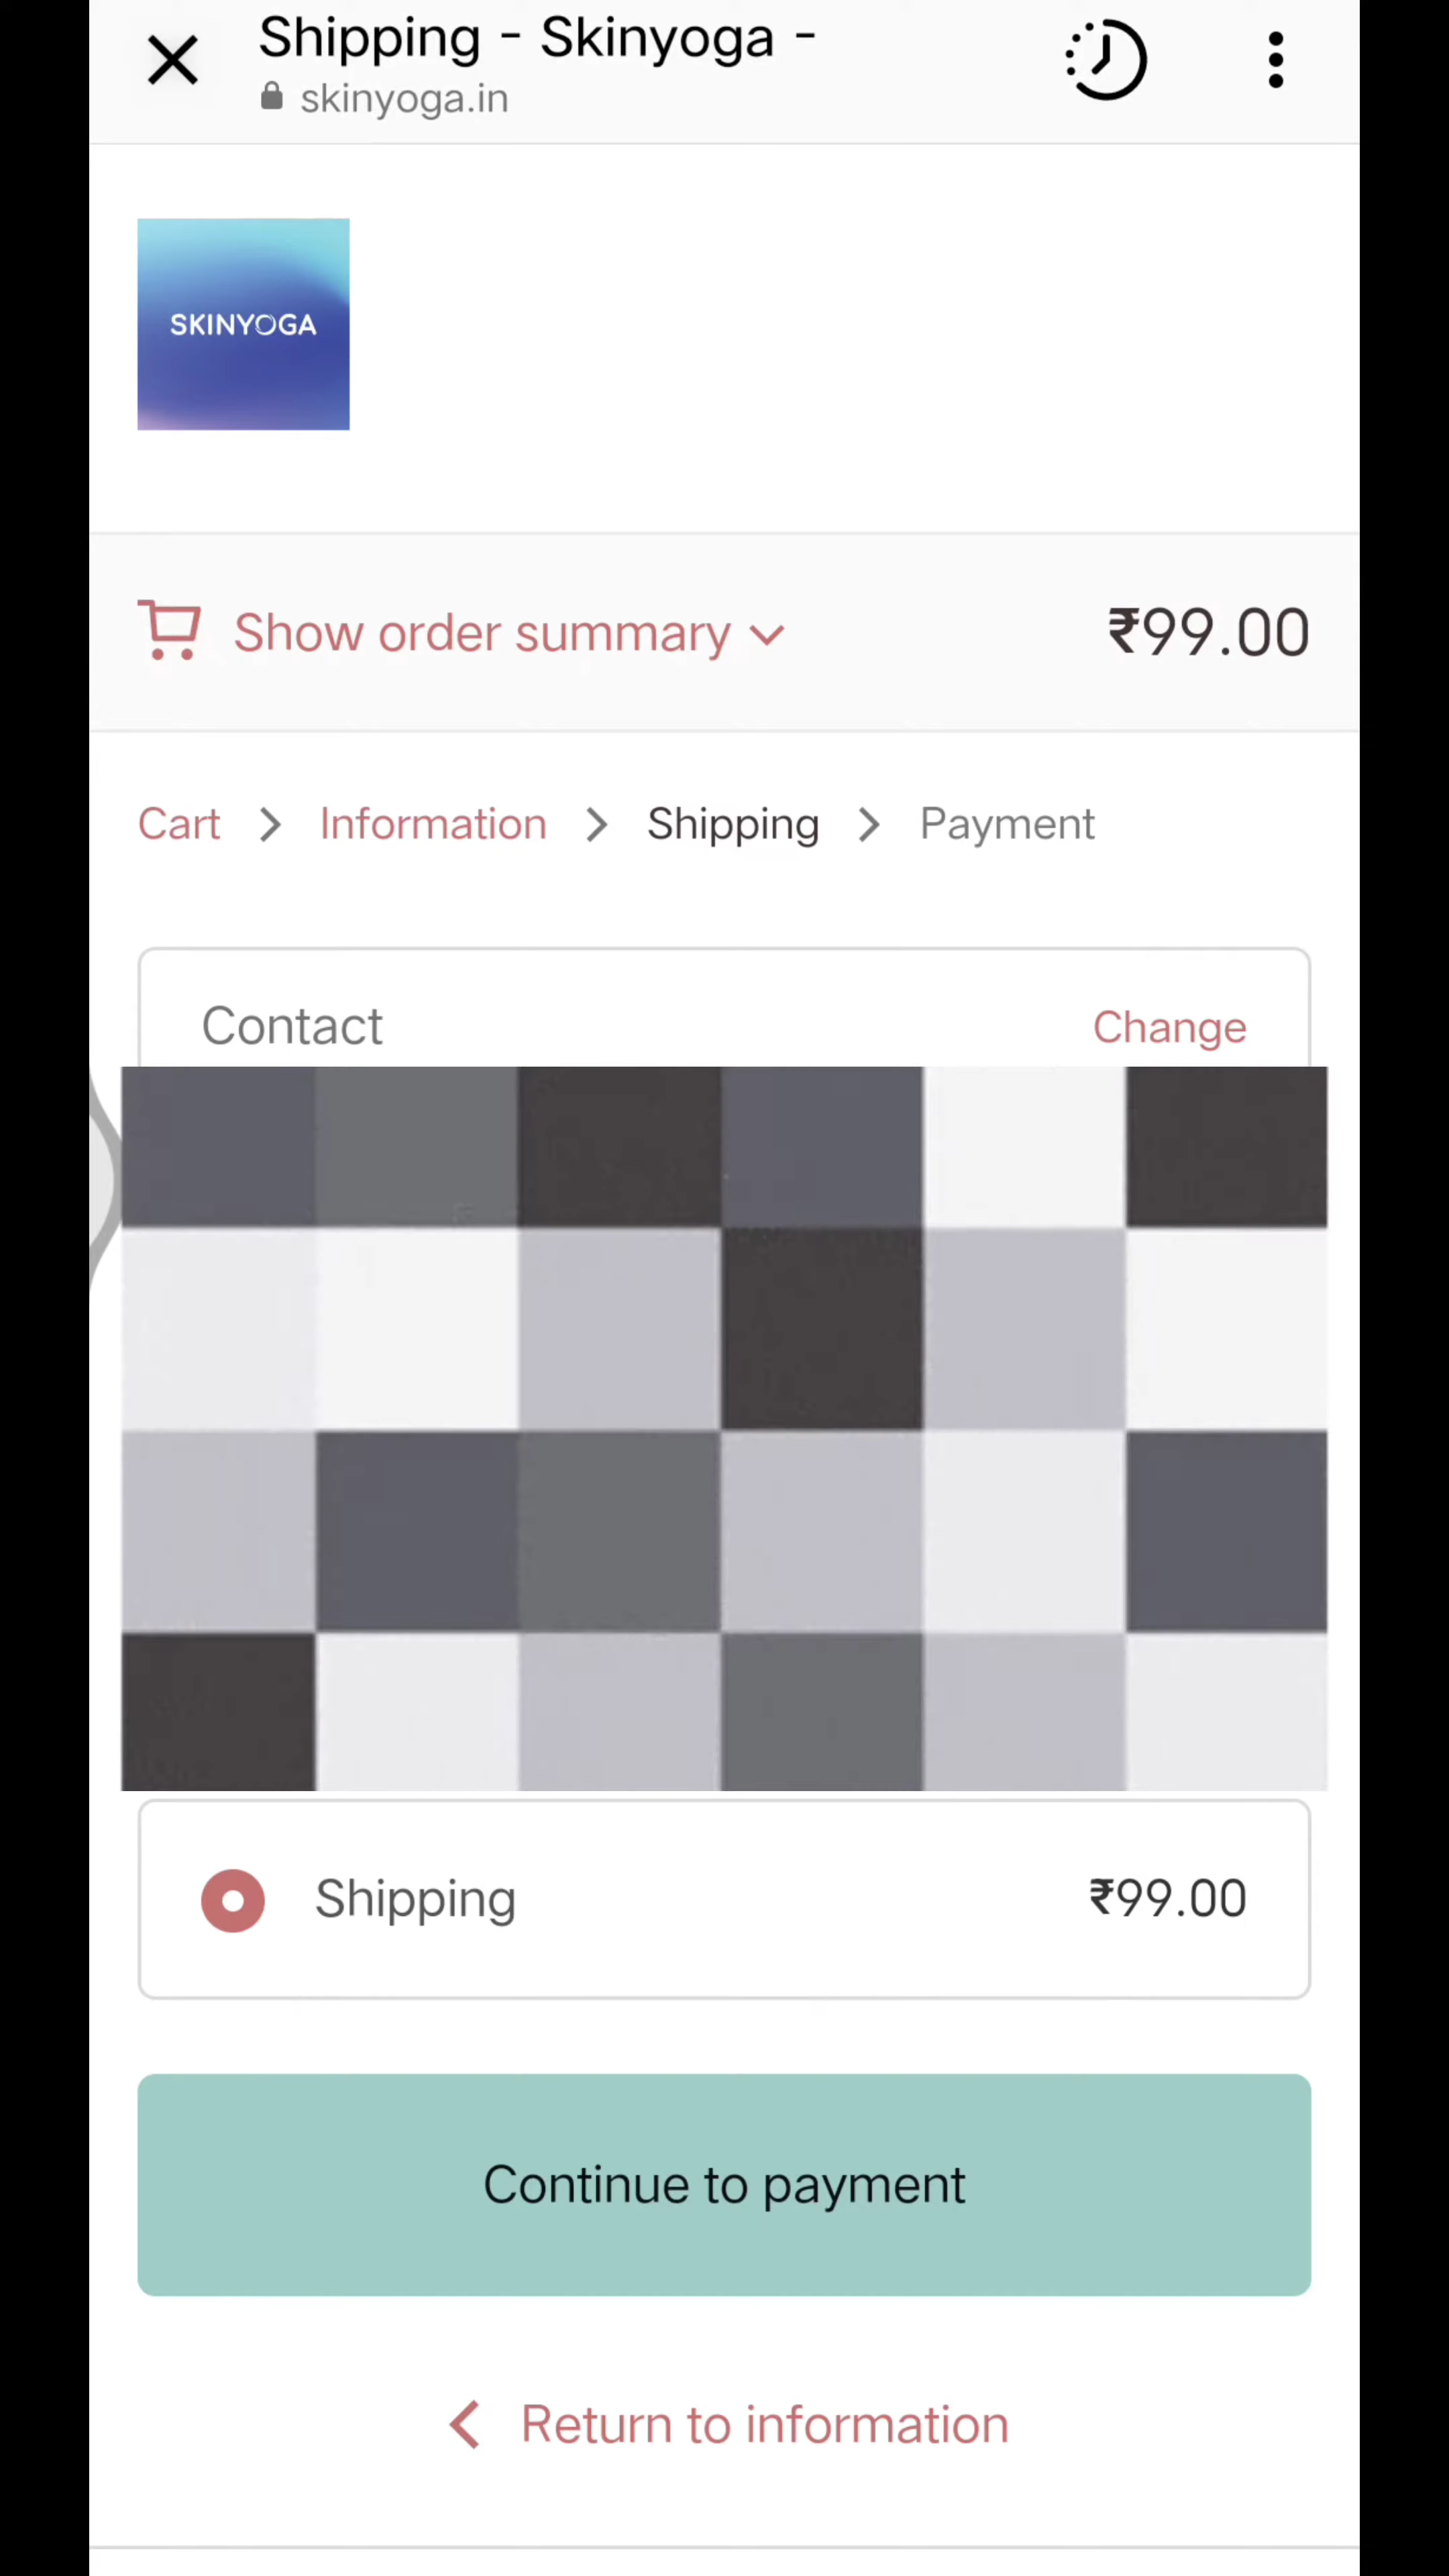 Shipping - Skinyoga -
skinyoga.in
SKINYOGA
Show order summary ₹99.00
Cart > Information > Shipping > Payment
Contact Change
Shipping ₹99.00
Continue to payment
Return to information